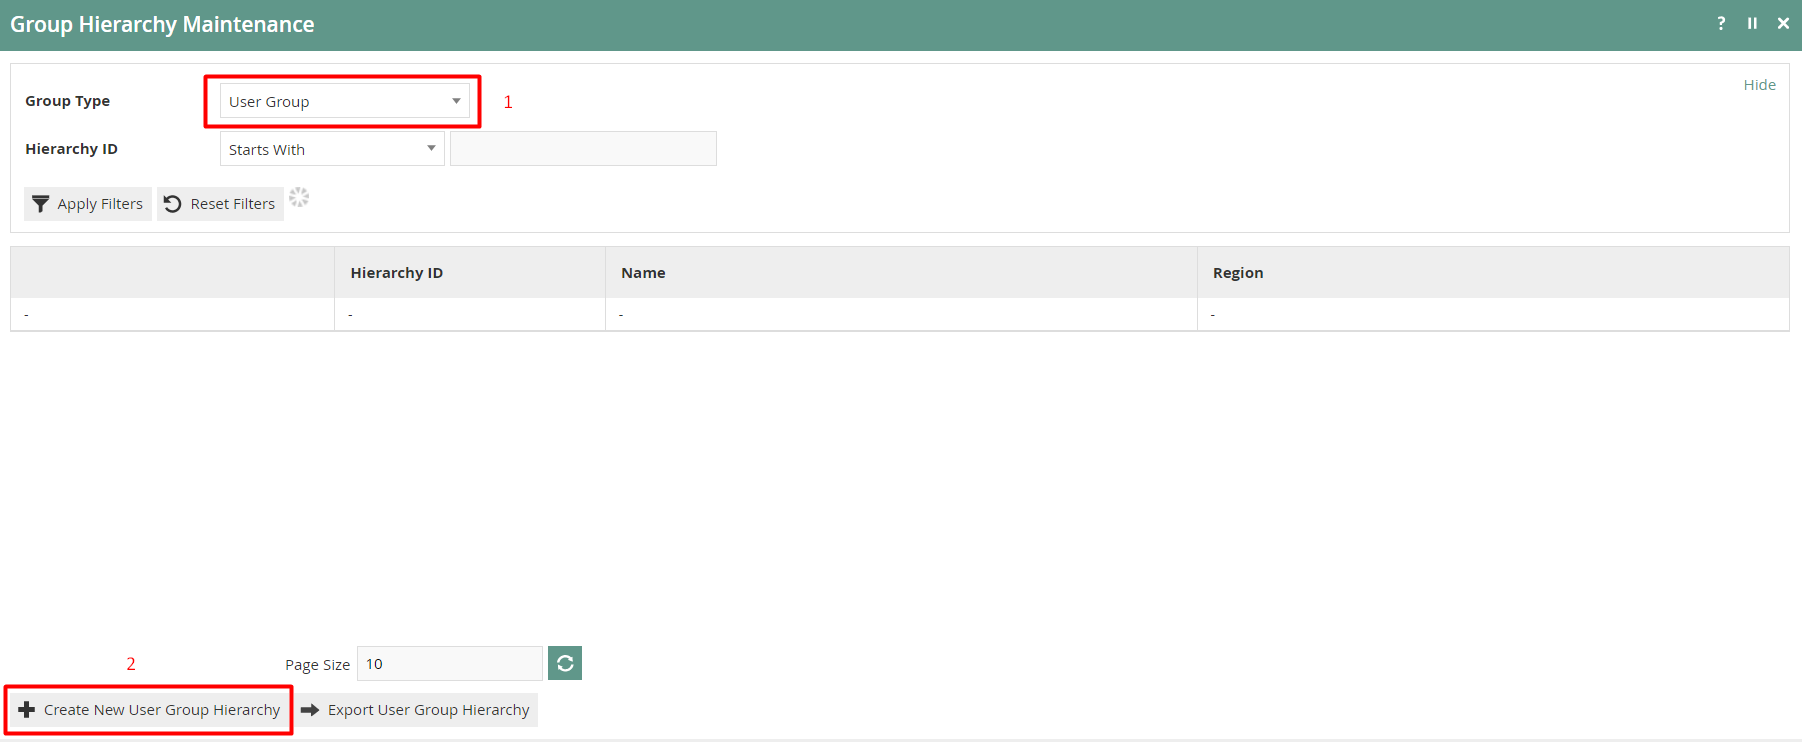 Group Hierarchy Maintenance ?
Hide
Group Type User Group 1
Hierarchy ID Starts With
Apply Filters Reset Filters
Hierarchy ID Name Region
- - - -
2 Page Size 10
Create New User Group Hierarchy Export User Group Hierarchy